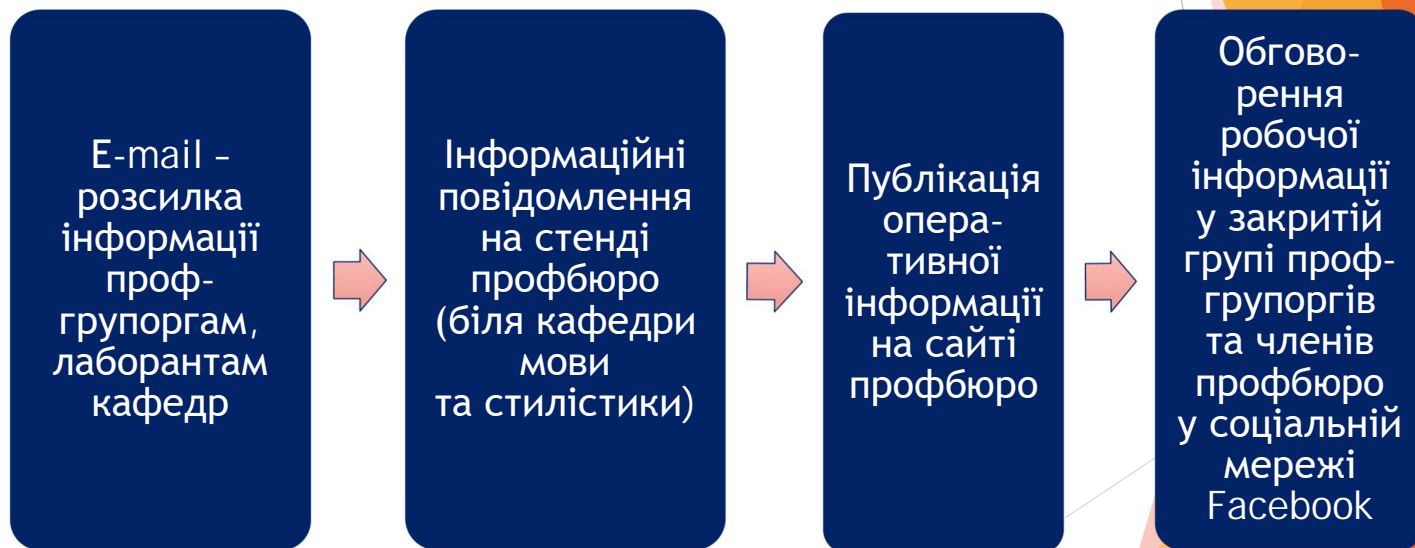 E-mail –
розсилка
інформації
проф-
групоргам,
лаборантам
кафедр
Інформаційні
повідомлення
на стенді
профбюро
(біля кафедри
мови
та стилістики)
Публікація
опера-
тивної
інформації
на сайті
профбюро
Обгово-
рення
робочої
інформації
у закритій
групі проф-
групоргів
та членів
профбюро
у соціальній
мережі
Facebook